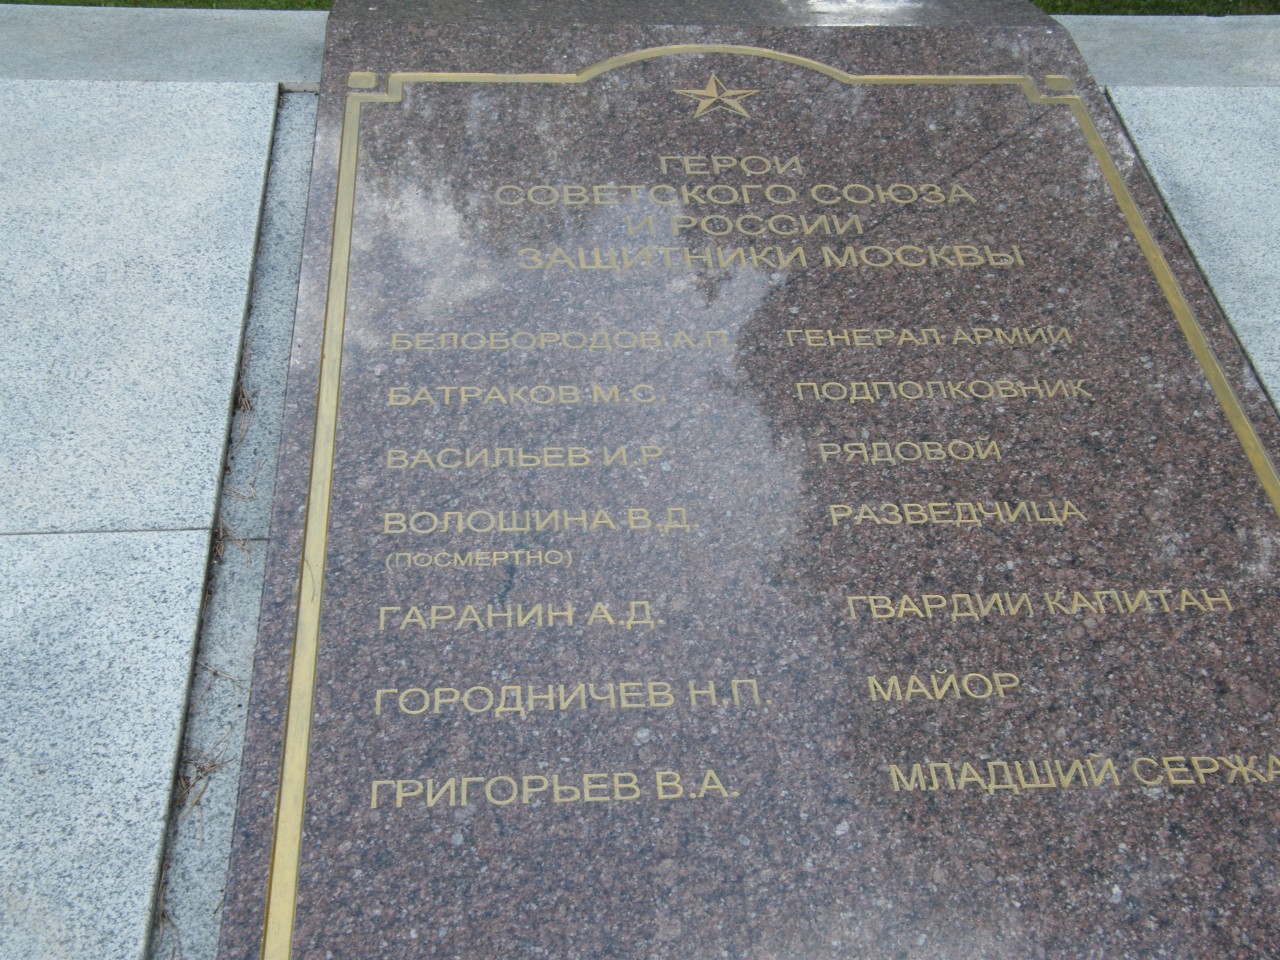 ГЕРОИ
СОВЕТСКОГО СОЮЗА
И РОССИИ
ЗАЩИТНИКИ МОСКВЫ
БЕЛОБОРОДОВ А.П. ГЕНЕРАЛ АРМИИ
БАТРАКОВ М.С. ПОДПОЛКОВНИК
ВАСИЛЬЕВ И.Р. РЯДОВОЙ
ВОЛОШИНА В.Д. РАЗВЕДЧИЦА
(ПОСМЕРТНО)
ГАРАНИН А.Д. ГВАРДИИ КАПИТАН
ГОРОДНИЧЕВ Н.П. МАЙОР
ГРИГОРЬЕВ В.А. МЛАДШИЙ СЕРЖА